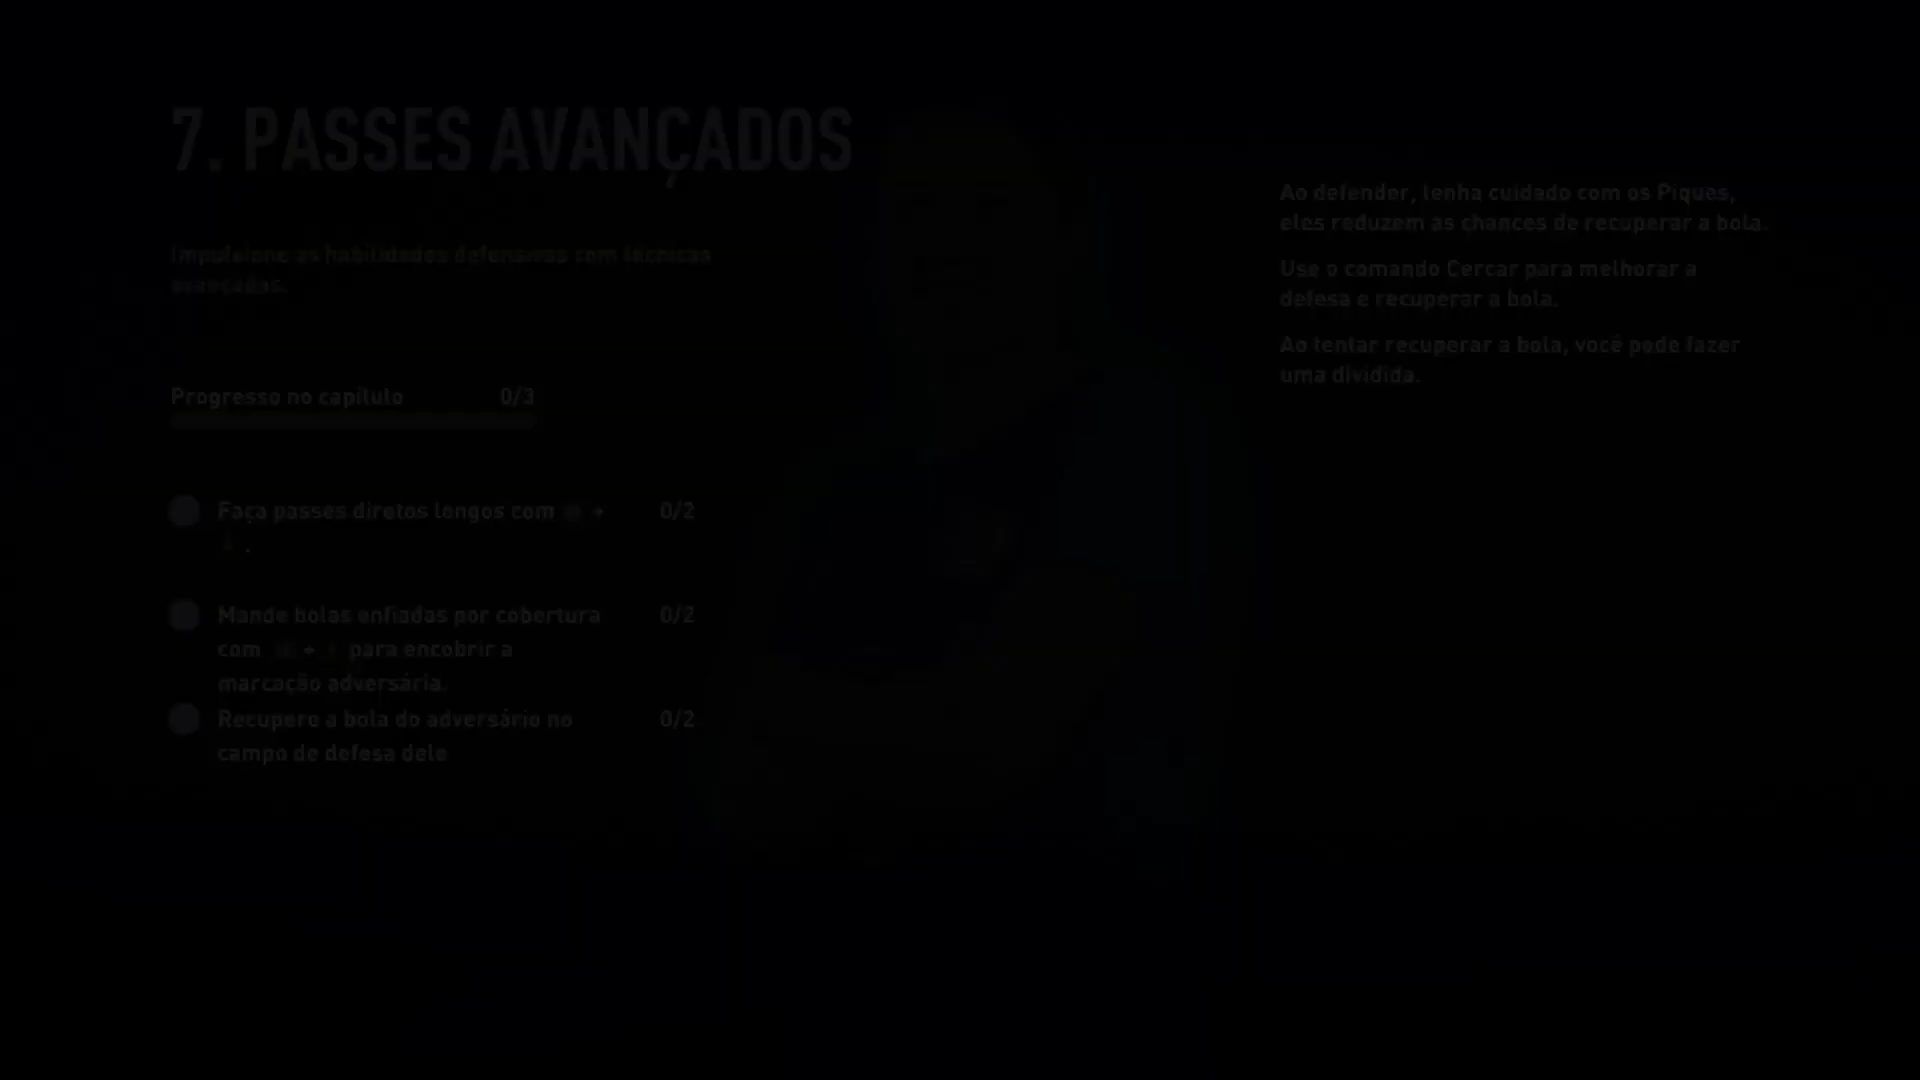 7. PASSES AVANÇADOS
Impulsione as habilidades defensivas com técnicas
avançadas.
Progresso no capítulo 0/3
Faça passes diretos longos com + 0/2
.
Mande bolas enfiadas por cobertura 0/2
com + para encobrir a
marcação adversária.
Recupere a bola do adversário no 0/2
campo de defesa dele
Ao defender, tenha cuidado com os Piques,
eles reduzem as chances de recuperar a bola.
Use o comando Cercar para melhorar a
defesa e recuperar a bola.
Ao tentar recuperar a bola, você pode fazer
uma dividida.